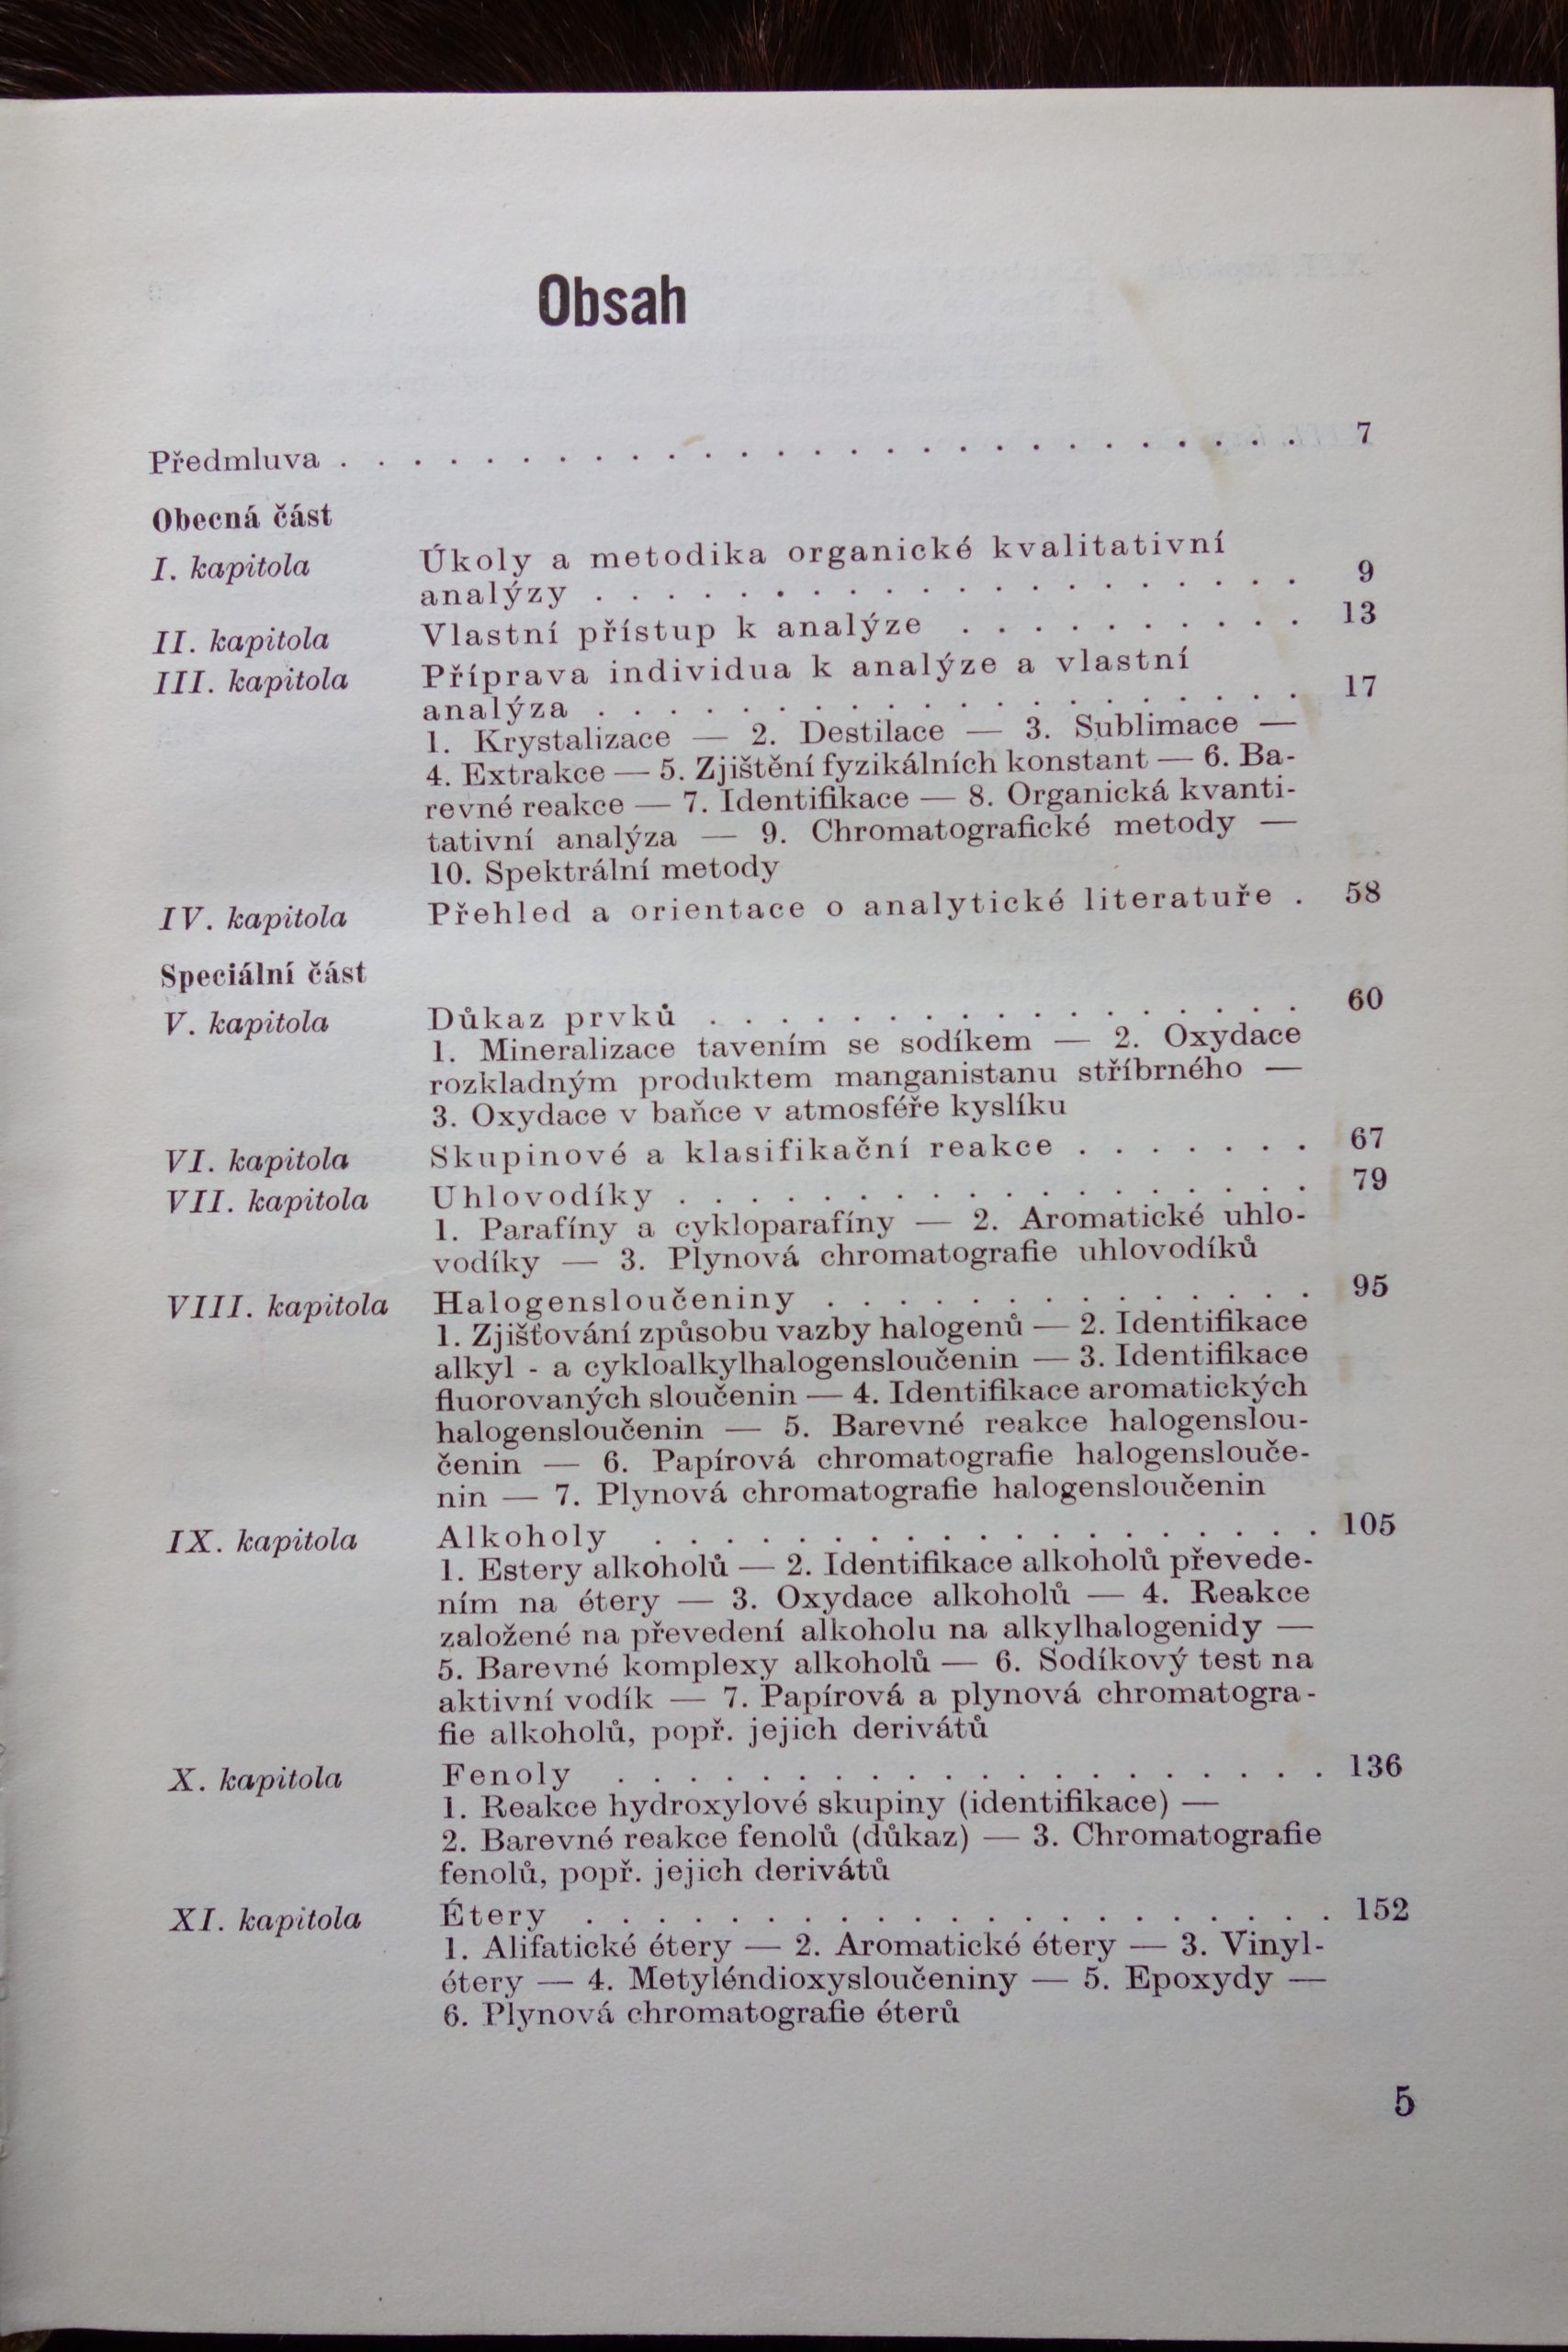 Obsah
Předmluva . . . . . . . . . . . . . . . . . . . . . . . . . . . 7
Obecná část
I. kapitola Úkoly a metodika organické kvalitativní
analýzy . . . . . . . . . . . . . . . . . . . . 9
II. kapitola Vlastní přístup k analýze . . . . . . . . . . 13
III. kapitola Příprava individua k analýze a vlastní
analýza . . . . . . . . . . . . . . . . . . . . 17
1. Krystalizace — 2. Destilace — 3. Sublimace —
4. Extrakce — 5. Zjištění fyzikálních konstant — 6. Ba-
revné reakce — 7. Identifikace — 8. Organická kvanti-
tativní analýza — 9. Chromatografické metody —
10. Spektrální metody
IV. kapitola Přehled a orientace o analytické literatuře . 58
Speciální část
V. kapitola Důkaz prvků . . . . . . . . . . . . . . . . . 60
1. Mineralizace tavením se sodíkem — 2. Oxydace
rozkladným produktem manganistanu stříbrného —
3. Oxydace v baňce v atmosféře kyslíku
VI. kapitola Skupinové a klasifikační reakce . . . . . . . 67
VII. kapitola Uhlovodíky . . . . . . . . . . . . . . . . . . 79
1. Parafíny a cykloparafíny — 2. Aromatické uhlo-
vodíky — 3. Plynová chromatografie uhlovodíků
VIII. kapitola Halogensloučeniny . . . . . . . . . . . . . . 95
1. Zjišťování způsobu vazby halogenů — 2. Identifikace
alkyl - a cykloalkylhalogensloučenin — 3. Identifikace
fluorovaných sloučenin — 4. Identifikace aromatických
halogensloučenin — 5. Barevné reakce halogenslou-
čenin — 6. Papírová chromatografie halogenslouče-
nin — 7. Plynová chromatografie halogensloučenin
IX. kapitola Alkoholy . . . . . . . . . . . . . . . . . . . 105
1. Estery alkoholů — 2. Identifikace alkoholů převede-
ním na étery — 3. Oxydace alkoholů — 4. Reakce
založené na převedení alkoholu na alkylhalogenidy —
5. Barevné komplexy alkoholů — 6. Sodíkový test na
aktivní vodík — 7. Papírová a plynová chromatogra-
fie alkoholů, popř. jejich derivátů
X. kapitola Fenoly . . . . . . . . . . . . . . . . . . . . 136
1. Reakce hydroxylové skupiny (identifikace) —
2. Barevné reakce fenolů (důkaz) — 3. Chromatografie
fenolů, popř. jejich derivátů
XI. kapitola Étery . . . . . . . . . . . . . . . . . . . . . 152
1. Alifatické étery — 2. Aromatické étery — 3. Vinyl-
étery — 4. Metyléndioxysloučeniny — 5. Epoxydy —
6. Plynová chromatografie éterů
5